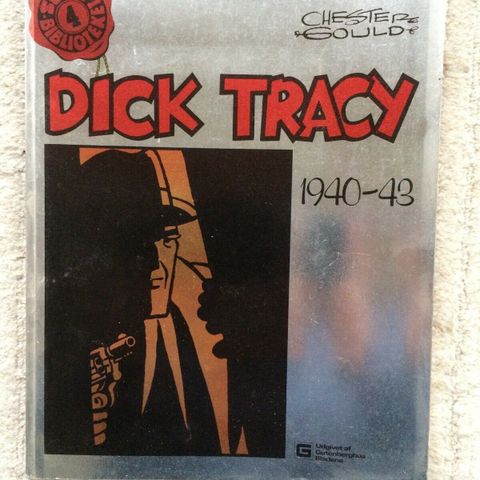 4
BIBLIOTEKET
CHESTER
GOULD
DICK TRACY
1940-43
G
Udgivet af
Gutenberghus
Bladene